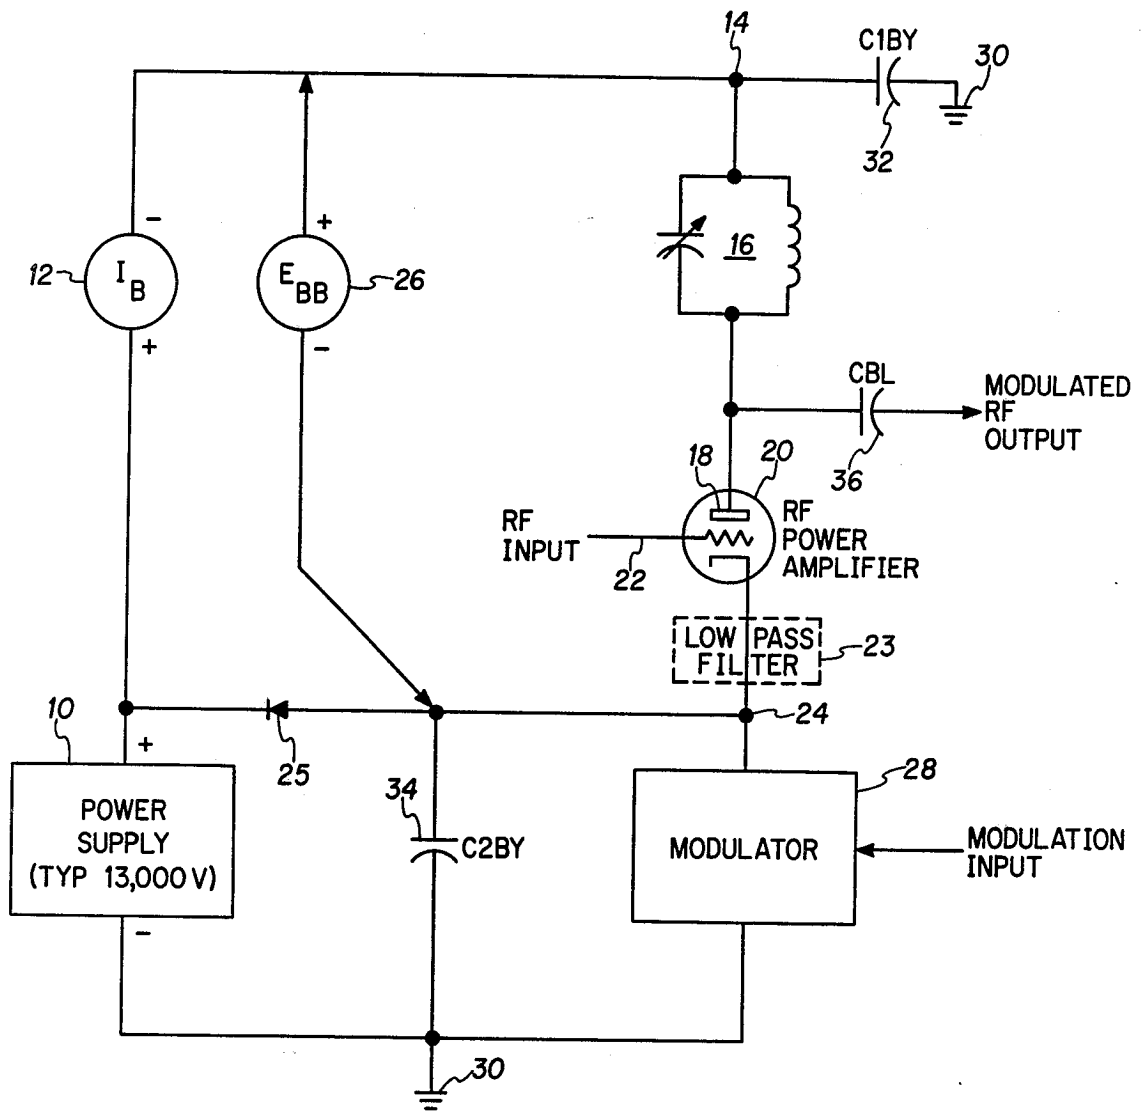 14
C1BY
30
32
-
+
12
I B
E BB
26
16
+
-
CBL
MODULATED
RF
OUTPUT
36
18
20
RF
INPUT
22
RF
POWER
AMPLIFIER
LOW PASS
FILTER
23
10
24
+
25
34
C2BY
28
POWER
SUPPLY
(TYP 13,000 V)
MODULATOR
MODULATION
INPUT
-
30